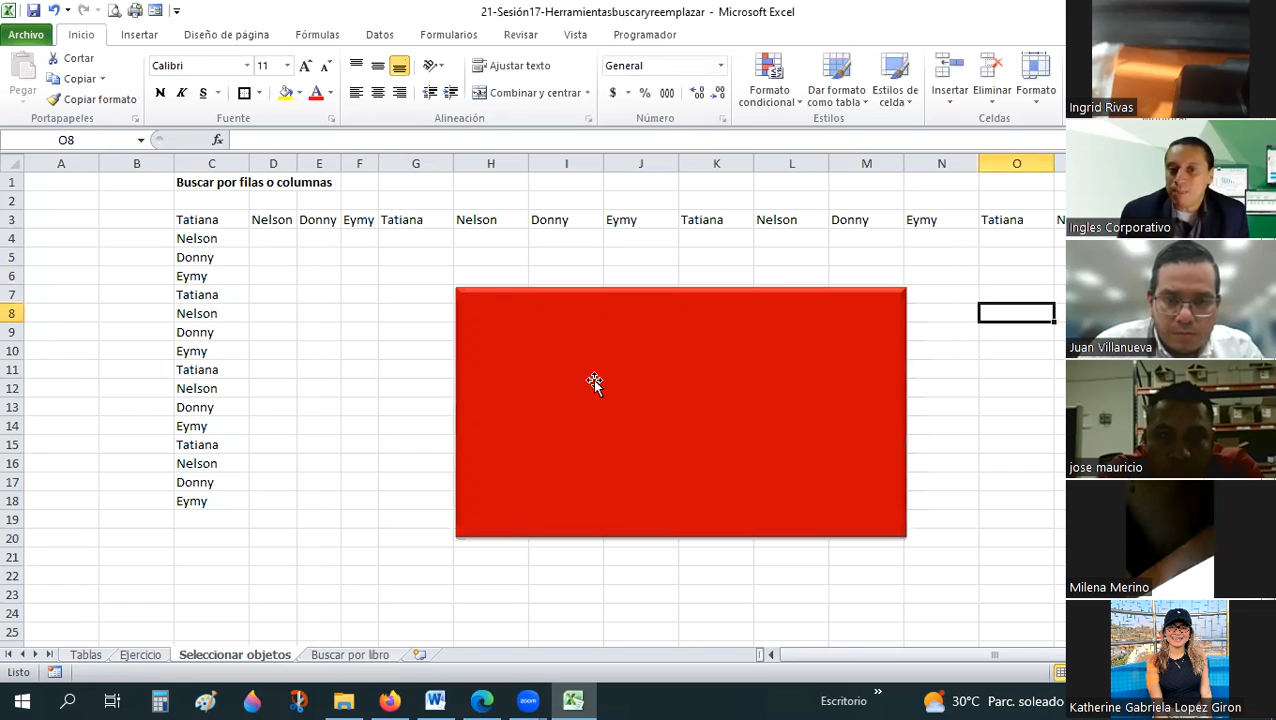 21-Sesión17-Herramientasbuscaryreemplazar - Microsoft Excel
Archivo Inicio Insertar Diseño de página Fórmulas Datos Formularios Revisar Vista Programador
Pegar
Cortar
Copiar
Copiar formato
Portapapeles
Calibri 11
N K S
Fuente
Ajustar texto
Combinar y centrar
Alineación
General
$ % 000
Número
Formato condicional
Dar formato como tabla
Estilos de celda
Estilos
Insertar Eliminar Formato
Celdas
O8 fx
A B C D E F G H I J K L M N O
1 Buscar por filas o columnas
2
3 Tatiana Nelson Donny Eymy Tatiana Nelson Donny Eymy Tatiana Nelson Donny Eymy Tatiana N
4 Nelson
5 Donny
6 Eymy
7 Tatiana
8 Nelson
9 Donny
10 Eymy
11 Tatiana
12 Nelson
13 Donny
14 Eymy
15 Tatiana
16 Nelson
17 Donny
18 Eymy
19
20
21
22
23
24
25
Tablas Ejercicio Seleccionar objetos Buscar por libro
Listo
zoom
Escritorio » 30°C Parc. soleado
Ingrid Rivas
Ingles Corporativo
Juan Villanueva
jose mauricio
Milena Merino
Katherine Gabriela Lopez Giron